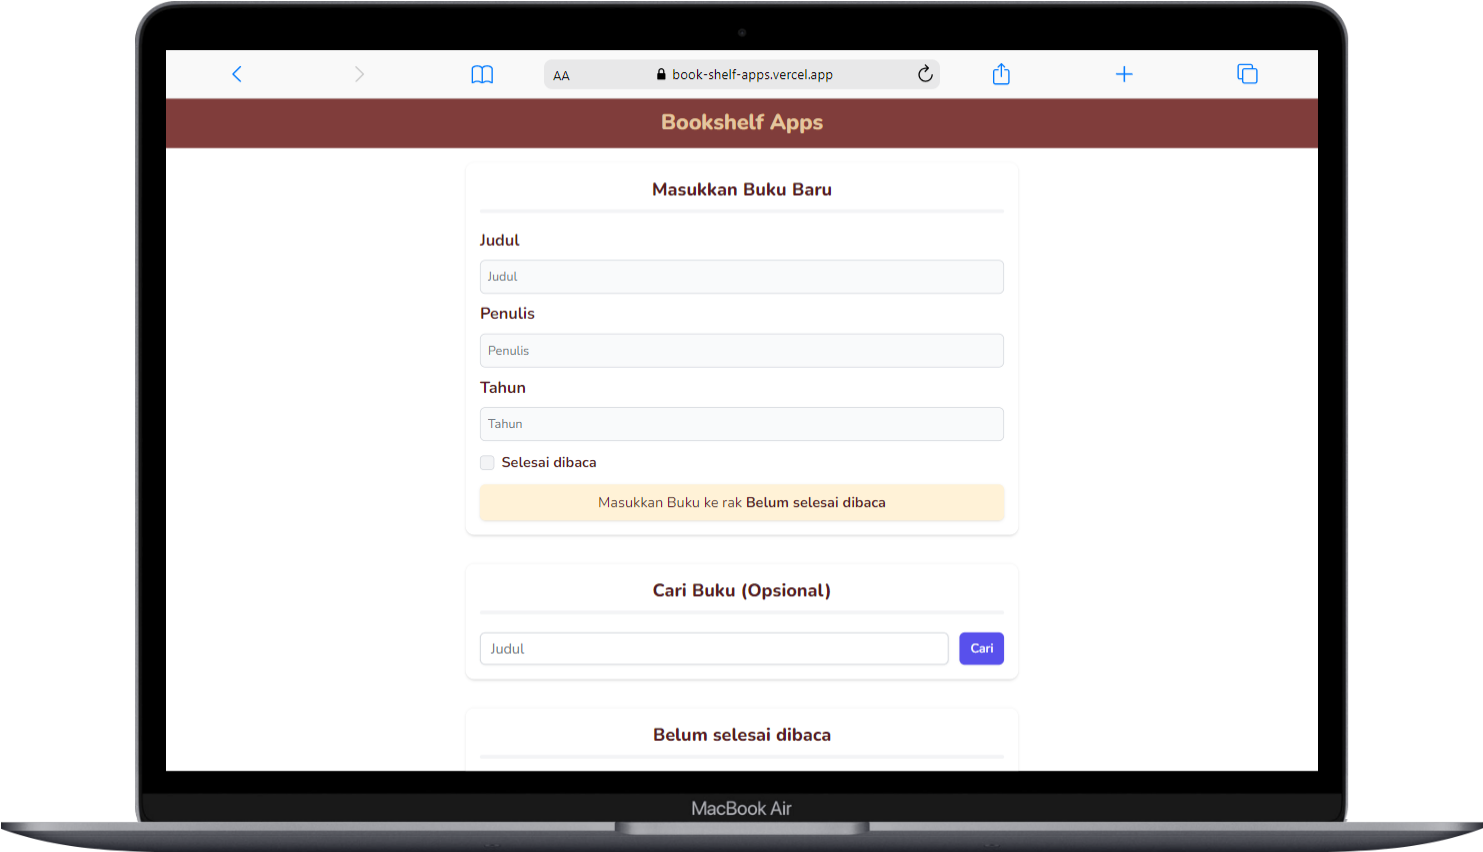 AA
book-shelf-apps.vercel.app
Bookshelf Apps
Masukkan Buku Baru
Judul
Judul
Penulis
Penulis
Tahun
Tahun
Selesai dibaca
Masukkan Buku ke rak Belum selesai dibaca
Cari Buku (Opsional)
Judul
Cari
Belum selesai dibaca
MacBook Air